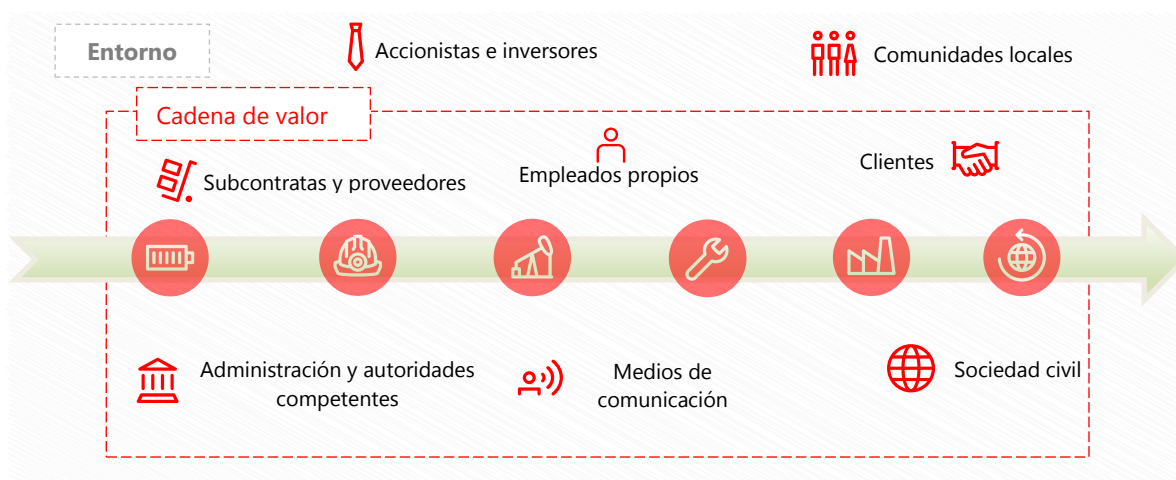 Entorno
Accionistas e inversores
Comunidades locales
Cadena de valor
Subcontratas y proveedores
Empleados propios
Clientes
Administración y autoridades
competentes
Medios de
comunicación
Sociedad civil